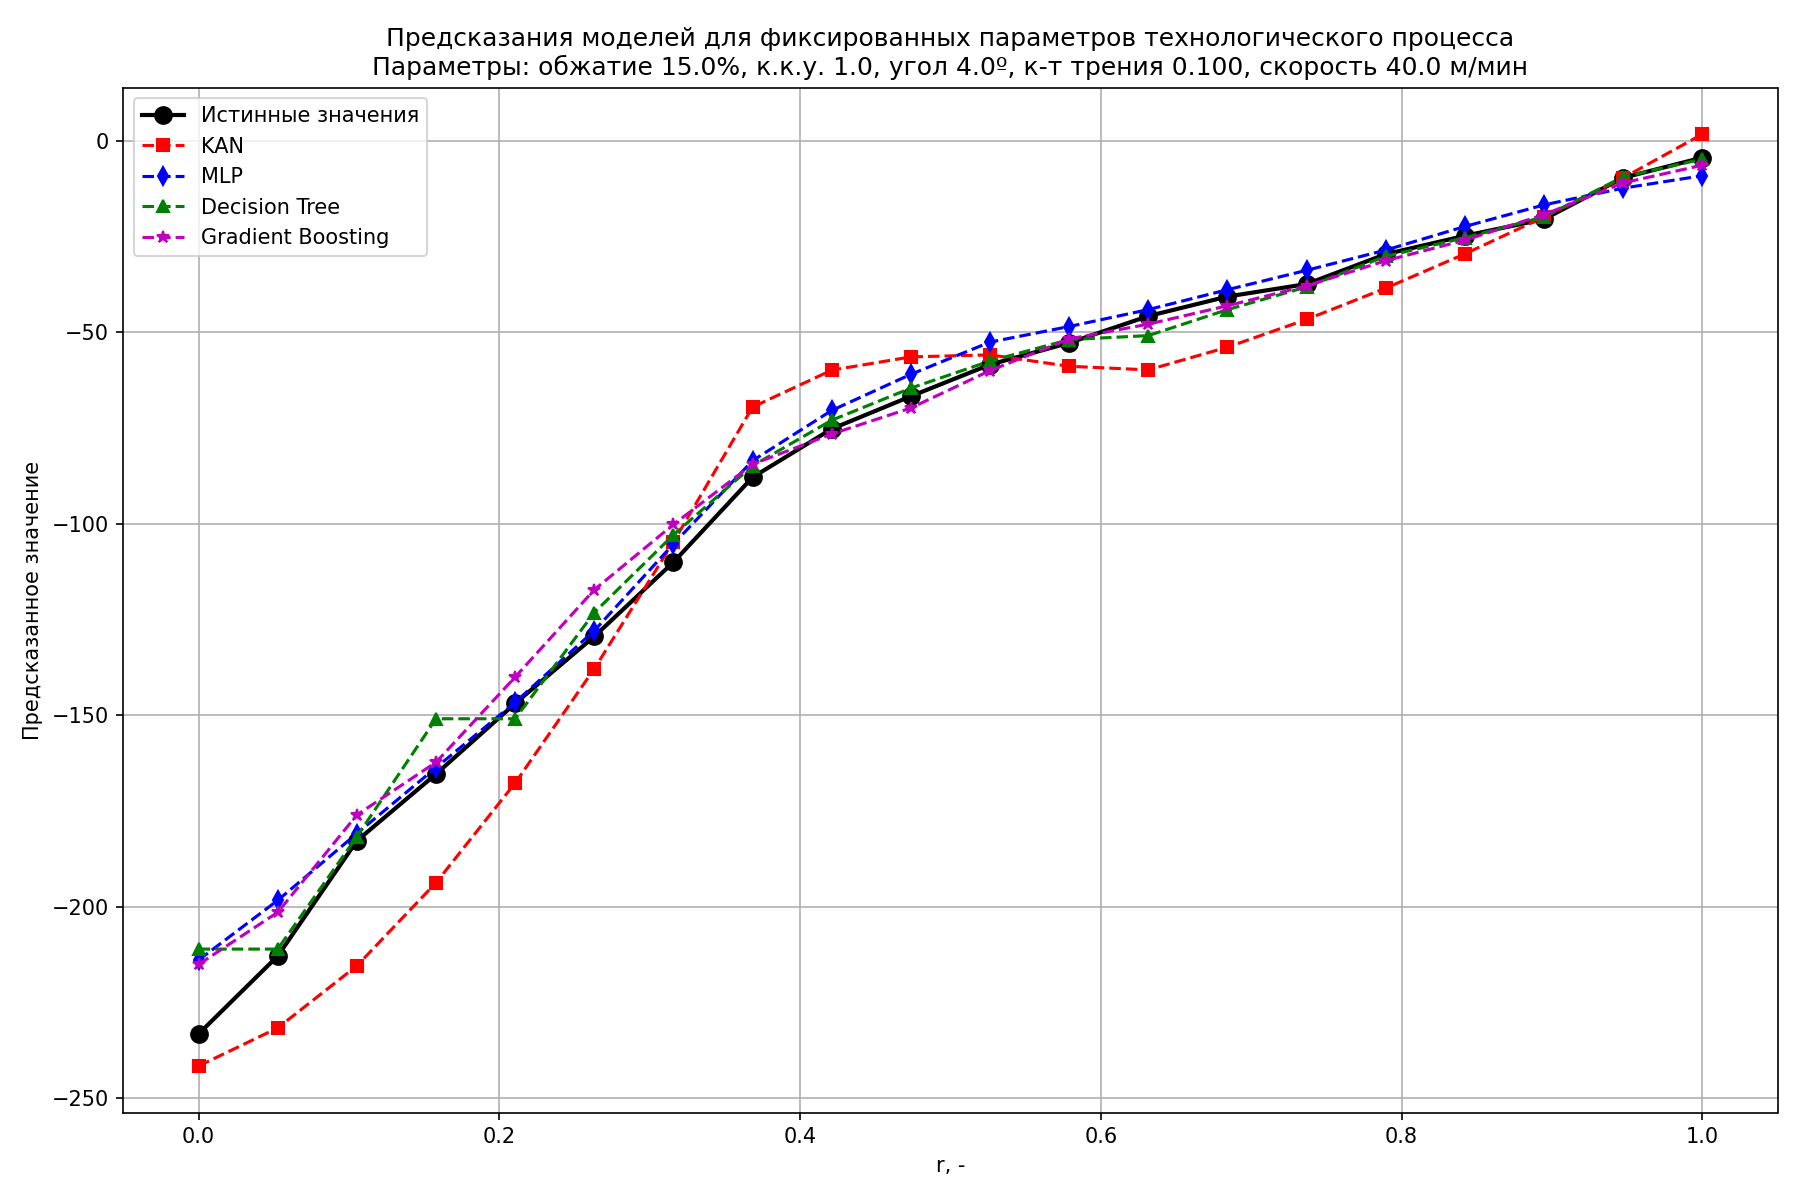 Предсказания моделей для фиксированных параметров технологического процесса
Параметры: обжатие 15.0%, к.к.у. 1.0, угол 4.0º, к-т трения 0.100, скорость 40.0 м/мин
Истинные значения
KAN
MLP
Decision Tree
Gradient Boosting
Предсказанное значение
0
−50
−100
−150
−200
−250
0.0 0.2 0.4 0.6 0.8 1.0
r, -